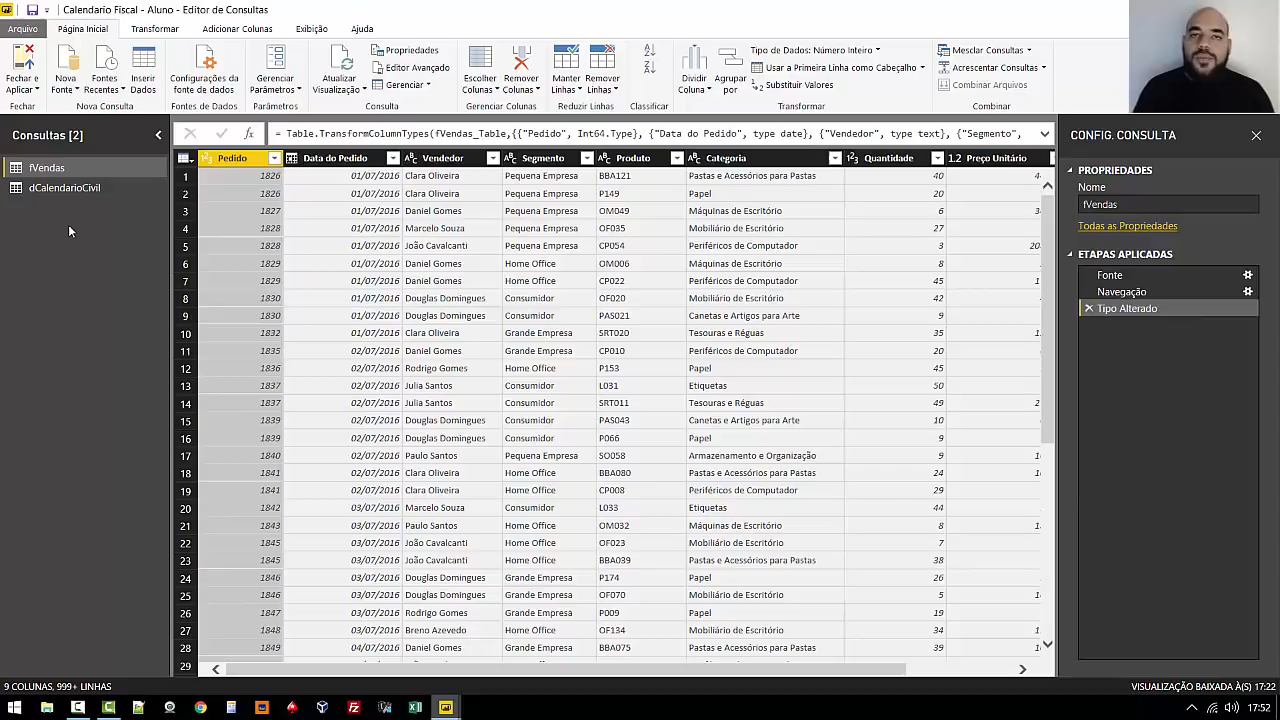 Calendario Fiscal - Aluno - Editor de Consultas
Arquivo Página Inicial Transformar Adicionar Colunas Exibição Ajuda
Fechar e Aplicar
Nova Fonte
Fontes Recentes
Inserir Dados
Configurações da fonte de dados
Gerenciar Parâmetros
Atualizar Visualização
Propriedades
Editor Avançado
Gerenciar
Escolher Colunas
Remover Colunas
Manter Linhas
Remover Linhas
Dividir Coluna
Agrupar por
Tipo de Dados: Número Inteiro
Usar a Primeira Linha como Cabeçalho
Substituir Valores
Mesclar Consultas
Acrescentar Consultas
Combinar Arquivos
Fechar Nova Consulta Fontes de Dados Parâmetros Consulta Gerenciar Colunas Reduzir Linhas Classificar Transformar Combinar
Consultas [2]
fVendas
dCalendarioCivil
fx = Table.TransformColumnTypes(fVendas_Table,{{"Pedido", Int64.Type}, {"Data do Pedido", type date}, {"Vendedor", type text}, {"Segmento",
Pedido Data do Pedido Vendedor Segmento Produto Categoria Quantidade 1.2 Preço Unitário
1 1826 01/07/2016 Clara Oliveira Pequena Empresa BBA121 Pastas e Acessórios para Pastas 40
2 1826 01/07/2016 Clara Oliveira Pequena Empresa P149 Papel 20
3 1827 01/07/2016 Daniel Gomes Pequena Empresa OM049 Máquinas de Escritório 6
4 1828 01/07/2016 Marcelo Souza Pequena Empresa OF035 Mobiliário de Escritório 27
5 1828 01/07/2016 João Cavalcanti Pequena Empresa CP054 Periféricos de Computador 3
6 1829 01/07/2016 Daniel Gomes Home Office OM006 Máquinas de Escritório 8
7 1829 01/07/2016 Daniel Gomes Home Office CP022 Periféricos de Computador 45
8 1830 01/07/2016 Douglas Domingues Consumidor OF020 Mobiliário de Escritório 42
9 1830 01/07/2016 Douglas Domingues Consumidor PAS021 Canetas e Artigos para Arte 9
10 1832 01/07/2016 Clara Oliveira Grande Empresa SRT020 Tesouras e Réguas 35
11 1835 02/07/2016 Daniel Gomes Grande Empresa CP010 Periféricos de Computador 20
12 1836 02/07/2016 Rodrigo Gomes Home Office P153 Papel 45
13 1837 02/07/2016 Julia Santos Consumidor L031 Etiquetas 50
14 1837 02/07/2016 Julia Santos Consumidor SRT011 Tesouras e Réguas 49
15 1839 02/07/2016 Douglas Domingues Consumidor PAS043 Canetas e Artigos para Arte 10
16 1839 02/07/2016 Douglas Domingues Consumidor P066 Papel 9
17 1840 02/07/2016 Paulo Santos Pequena Empresa SO058 Armazenamento e Organização 9
18 1841 02/07/2016 Clara Oliveira Home Office BBA080 Pastas e Acessórios para Pastas 24
19 1841 02/07/2016 Clara Oliveira Home Office CP008 Periféricos de Computador 29
20 1842 03/07/2016 Marcelo Souza Home Office L033 Etiquetas 44
21 1843 03/07/2016 Paulo Santos Home Office OM032 Máquinas de Escritório 8
22 1845 03/07/2016 João Cavalcanti Home Office OF023 Mobiliário de Escritório 7
23 1845 03/07/2016 João Cavalcanti Home Office BBA039 Pastas e Acessórios para Pastas 38
24 1846 03/07/2016 Douglas Domingues Grande Empresa P174 Papel 26
25 1846 03/07/2016 Douglas Domingues Grande Empresa OF070 Mobiliário de Escritório 5
26 1847 03/07/2016 Rodrigo Gomes Grande Empresa P009 Papel 19
27 1848 03/07/2016 Breno Azevedo Home Office OF134 Mobiliário de Escritório 34
28 1849 04/07/2016 Daniel Gomes Grande Empresa BBA075 Pastas e Acessórios para Pastas 39
29
CONFIG. CONSULTA
PROPRIEDADES
Nome
fVendas
Todas as Propriedades
ETAPAS APLICADAS
Fonte
Navegação
Tipo Alterado
9 COLUNAS, 999+ LINHAS
VISUALIZAÇÃO BAIXADA À(S) 17:22
17:52